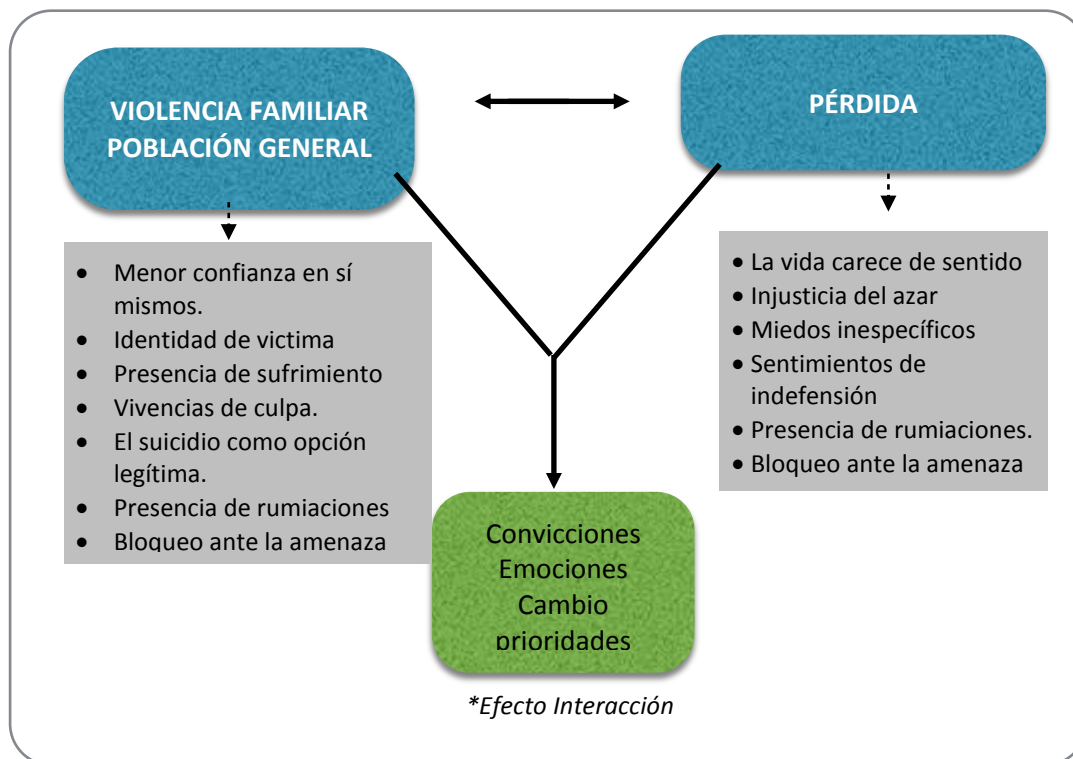 VIOLENCIA FAMILIAR
POBLACIÓN GENERAL
PÉRDIDA
• Menor confianza en sí
mismos.
• Identidad de victima
• Presencia de sufrimiento
• Vivencias de culpa.
• El suicidio como opción
legítima.
• Presencia de rumiaciones
• Bloqueo ante la amenaza
• La vida carece de sentido
• Injusticia del azar
• Miedos inespecíficos
• Sentimientos de
indefensión
• Presencia de rumiaciones.
• Bloqueo ante la amenaza
Convicciones
Emociones
Cambio
prioridades
*Efecto Interacción